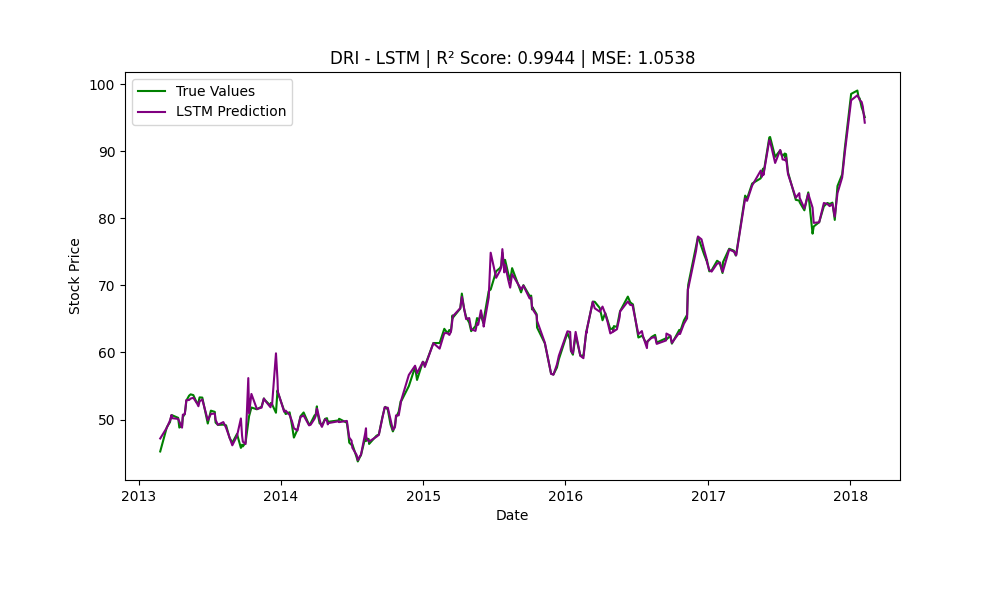 DRI - LSTM | R² Score: 0.9944 | MSE: 1.0538
True Values
LSTM Prediction
Stock Price
100
90
80
70
60
50
2013 2014 2015 2016 2017 2018
Date